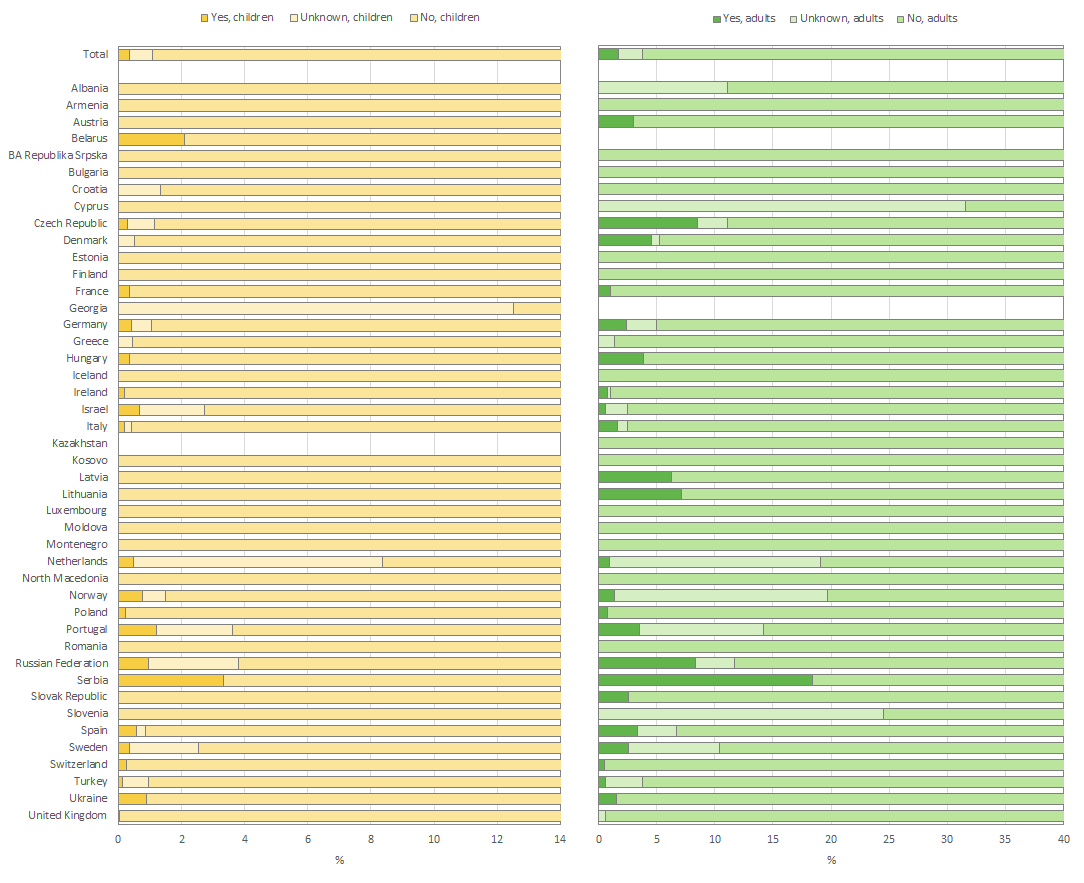 Yes, children Unknown, children No, children
Yes, adults Unknown, adults No, adults
Total
Albania
Armenia
Austria
Belarus
BA Republika Srpska
Bulgaria
Croatia
Cyprus
Czech Republic
Denmark
Estonia
Finland
France
Georgia
Germany
Greece
Hungary
Iceland
Ireland
Israel
Italy
Kazakhstan
Kosovo
Latvia
Lithuania
Luxembourg
Moldova
Montenegro
Netherlands
North Macedonia
Norway
Poland
Portugal
Romania
Russian Federation
Serbia
Slovak Republic
Slovenia
Spain
Sweden
Switzerland
Turkey
Ukraine
United Kingdom
0 2 4 6 8 10 12 14
%
0 5 10 15 20 25 30 35 40
%